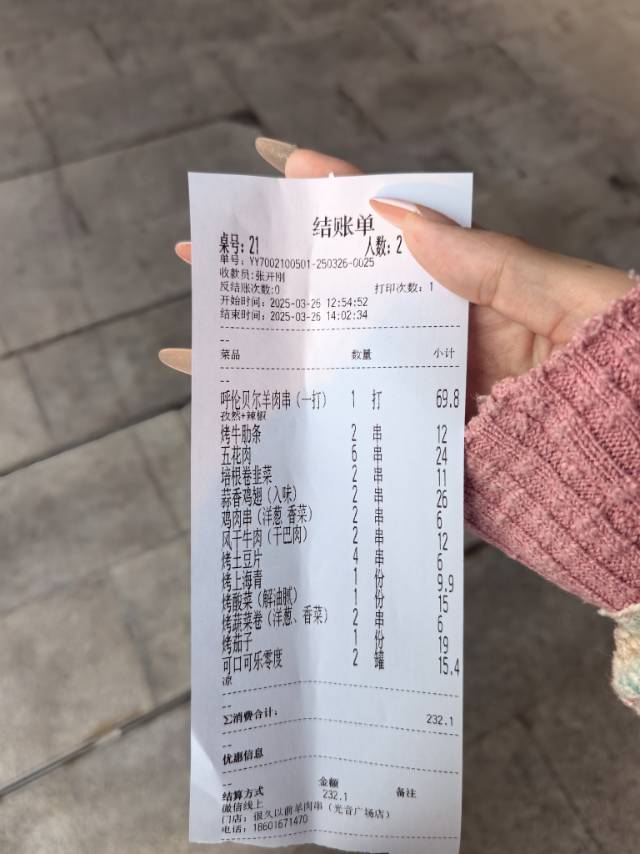 结账单
桌号: 21 人数: 2
单号: YY7002100501-250326-0025
收款员: 张开刚
反结账次数:0 打印次数: 1
开始时间: 2025-03-26 12:54:52
结束时间: 2025-03-26 14:02:34
--
菜品 数量 小计
--
呼伦贝尔羊肉串 (一打) 1 打 69.8
孜然+辣椒
烤牛肋条 2 串 12
五花肉 6 串 24
培根卷韭菜 2 串 11
蒜香鸡翅 (入味) 2 串 26
鸡肉串 (洋葱 香菜) 2 串 6
风干牛肉 (干巴肉) 2 串 12
烤土豆片 4 串 6
烤上海青 1 份 9.9
烤酸菜 (解油腻) 1 份 15
烤蔬菜卷 (洋葱、香菜) 2 串 6
烤茄子 1 份 19
可口可乐零度 2 罐 15.4
凉
--
∑消费合计: 232.1
--
优惠信息
--
结算方式 金额 备注
微信线上 232.1
门店: 很久以前羊肉串 (光音广场店)
电话: 18601671470